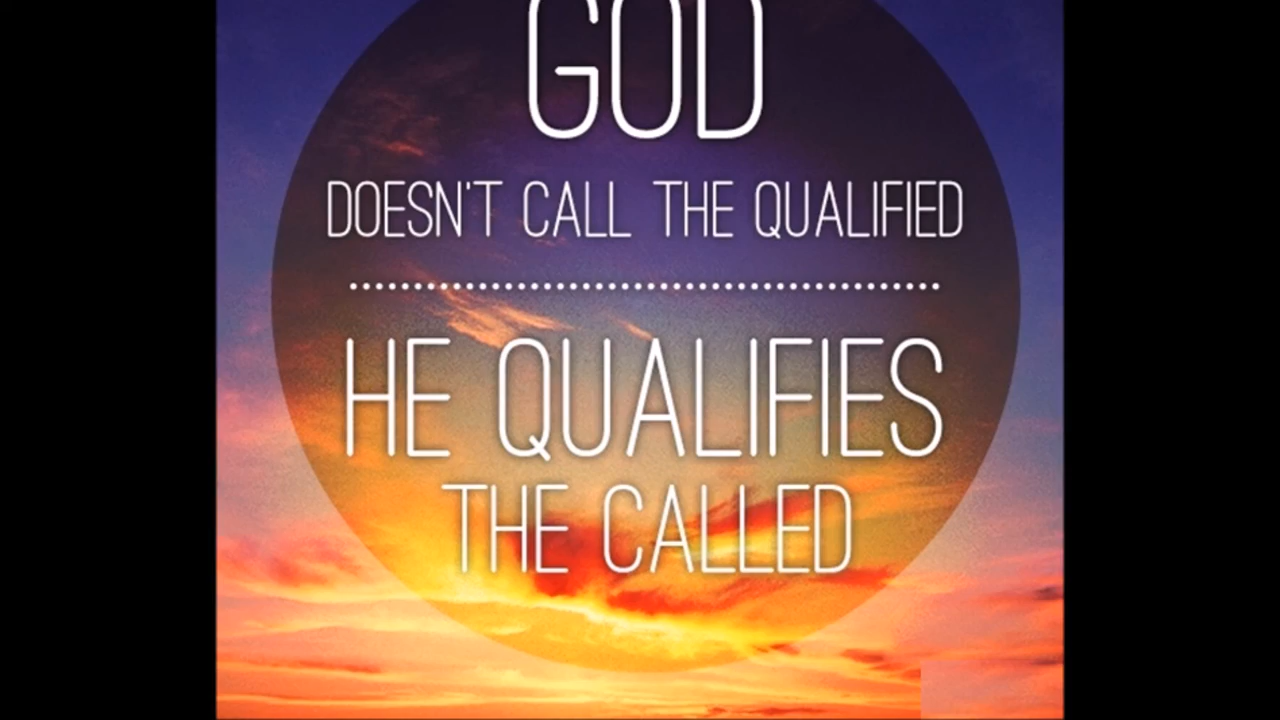 GOD
DOESN'T CALL THE QUALIFIED
HE QUALIFIES
THE CALLED